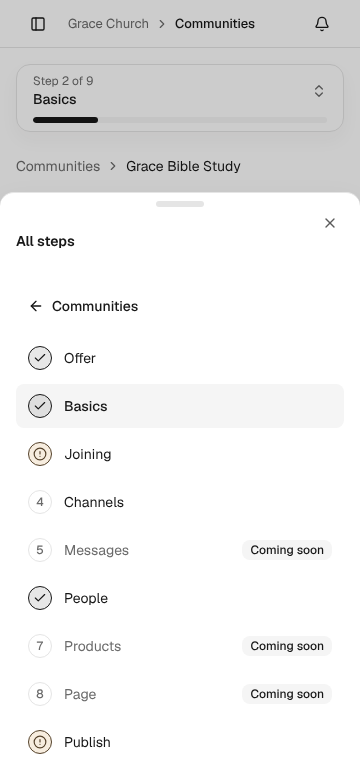 Grace Church > Communities
Step 2 of 9
Basics
Communities > Grace Bible Study
All steps
Communities
Offer
Basics
Joining
4 Channels
5 Messages Coming soon
People
7 Products Coming soon
8 Page Coming soon
Publish